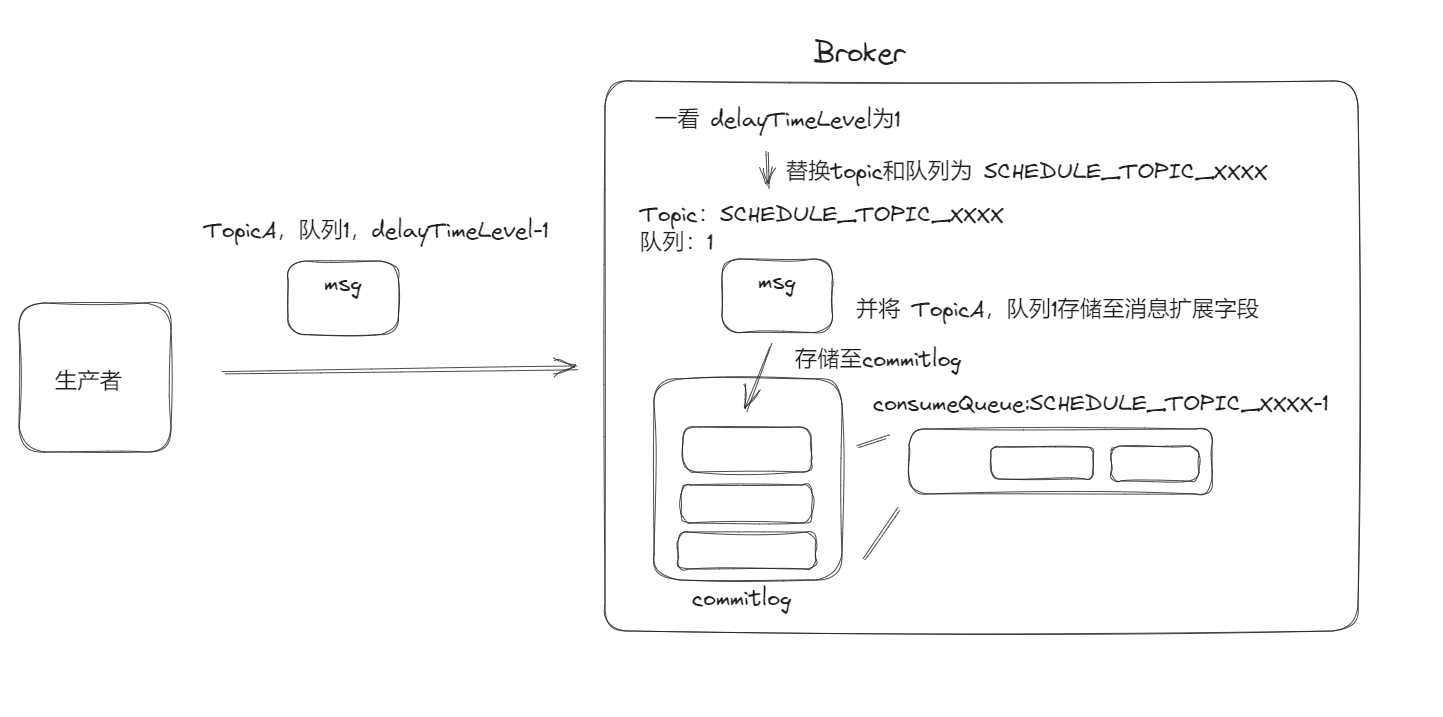 Broker
一看 delayTimeLevel为1
替换topic和队列为 SCHEDULE_TOPIC_XXXX
Topic：SCHEDULE_TOPIC_XXXX
队列：1
TopicA，队列1，delayTimeLevel-1
msg
msg
并将 TopicA，队列1存储至消息扩展字段
生产者
存储至commitlog
consumeQueue:SCHEDULE_TOPIC_XXXX-1
commitlog